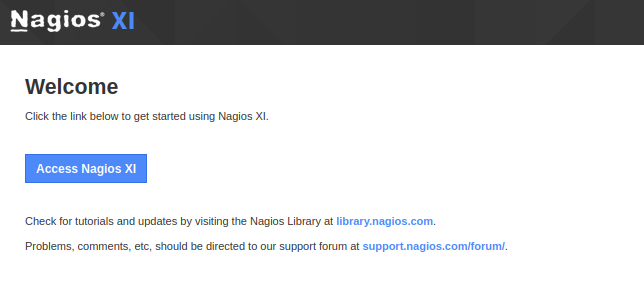 Nagios® XI
Welcome
Click the link below to get started using Nagios XI.
Access Nagios XI
Check for tutorials and updates by visiting the Nagios Library at library.nagios.com.
Problems, comments, etc, should be directed to our support forum at support.nagios.com/forum/.